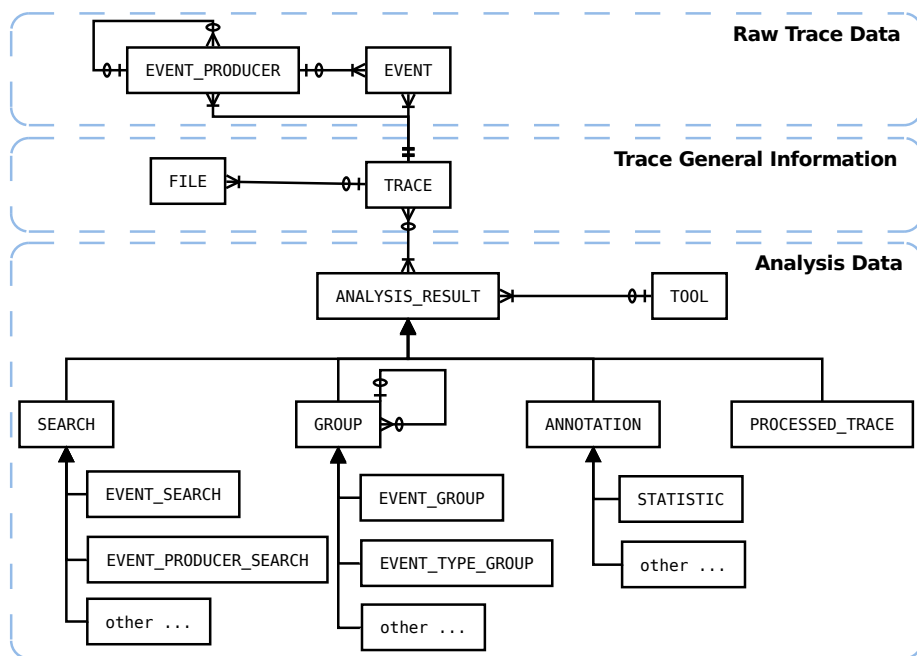 Raw Trace Data
EVENT_PRODUCER
EVENT
Trace General Information
FILE
TRACE
Analysis Data
ANALYSIS_RESULT
TOOL
SEARCH
GROUP
ANNOTATION
PROCESSED_TRACE
EVENT_SEARCH
EVENT_GROUP
STATISTIC
EVENT_PRODUCER_SEARCH
EVENT_TYPE_GROUP
other ...
other ...
other ...